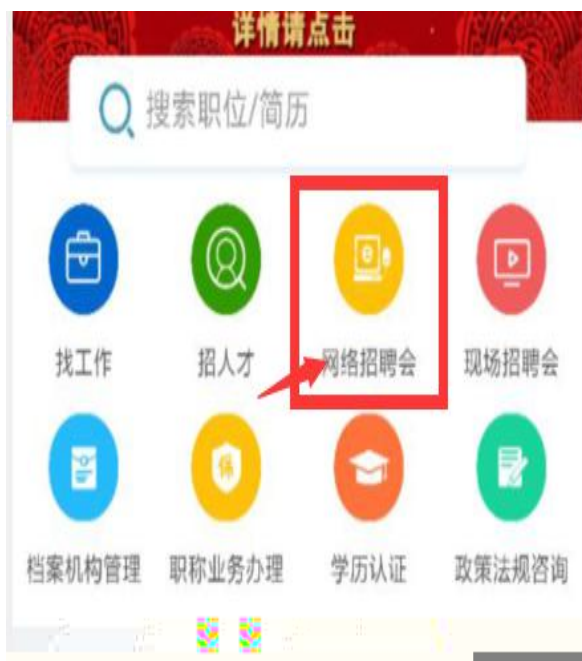 详情请点击
搜索职位/简历
找工作 招人才 网络招聘会 现场招聘会
保
档案机构管理 职称业务办理 学历认证 政策法规咨询